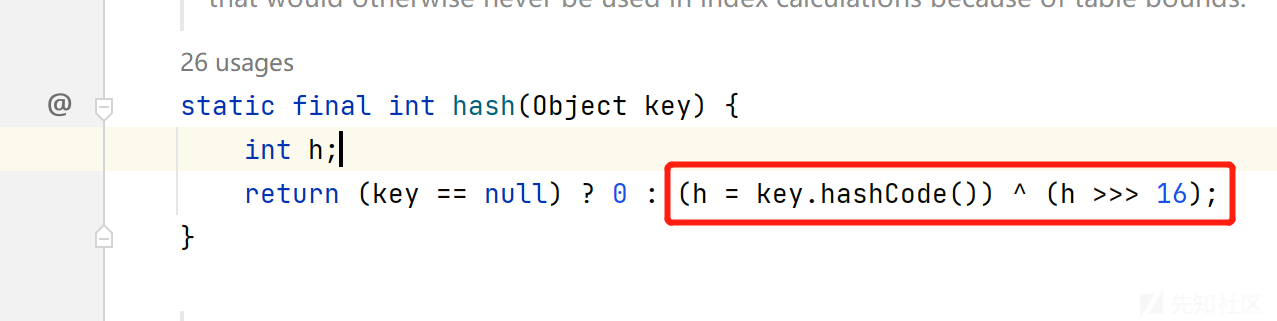 that would otherwise never be used in index calculations because of table bounds.
26 usages
@
static final int hash(Object key) {
int h;
return (key == null) ? 0 : (h = key.hashCode()) ^ (h >>> 16);
}
先知社区